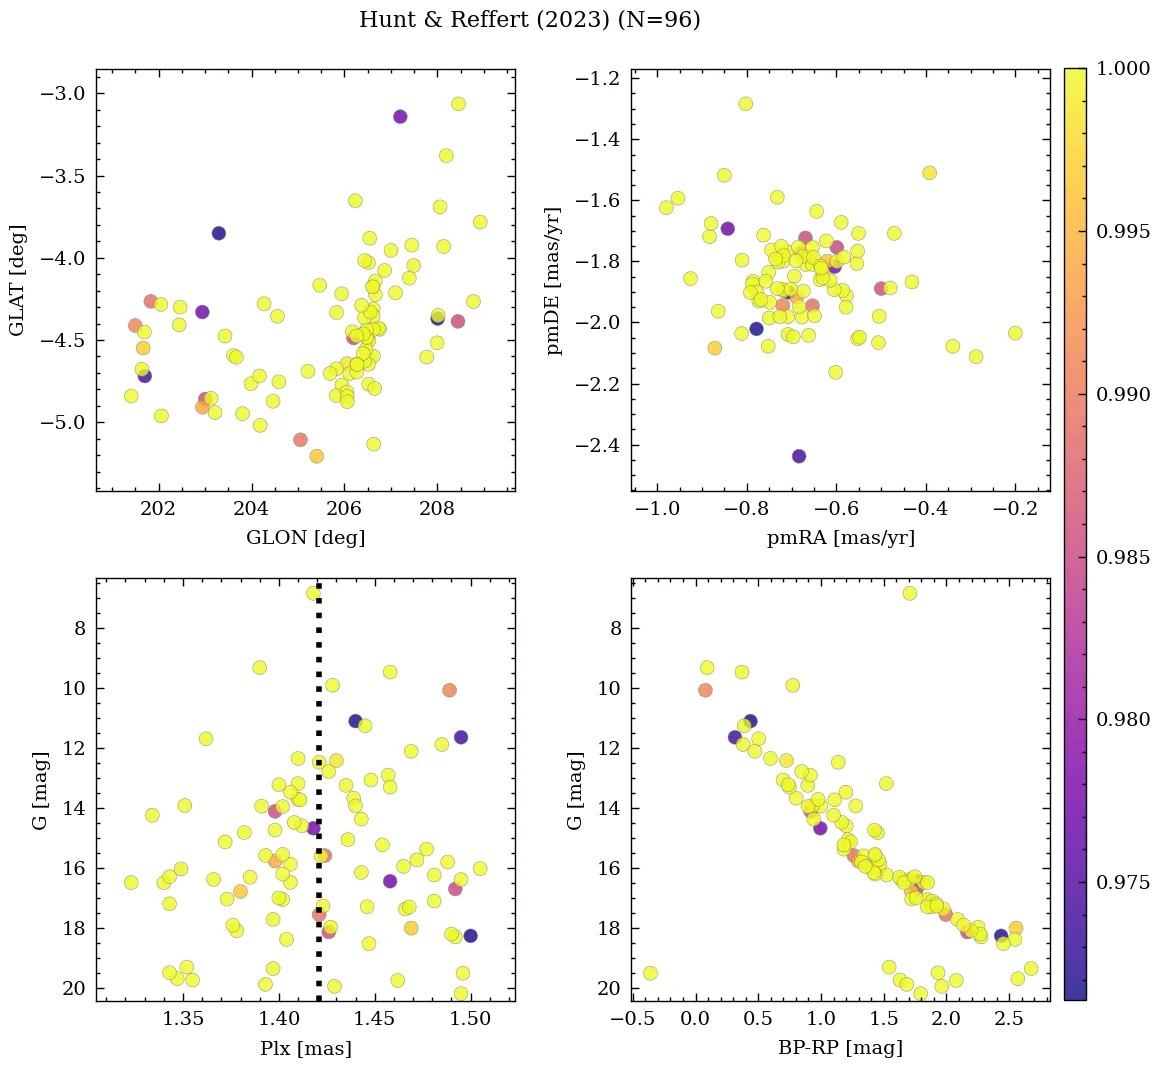 Hunt & Reffert (2023) (N=96)
−3.0
−3.5
−4.0
−4.5
−5.0
GLAT [deg]
202 204 206 208
GLON [deg]
−1.2
−1.4
−1.6
−1.8
−2.0
−2.2
−2.4
pmDE [mas/yr]
−1.0 −0.8 −0.6 −0.4 −0.2
pmRA [mas/yr]
8
10
12
14
16
18
20
G [mag]
1.35 1.40 1.45 1.50
Plx [mas]
8
10
12
14
16
18
20
G [mag]
−0.5 0.0 0.5 1.0 1.5 2.0 2.5
BP-RP [mag]
1.000
0.995
0.990
0.985
0.980
0.975